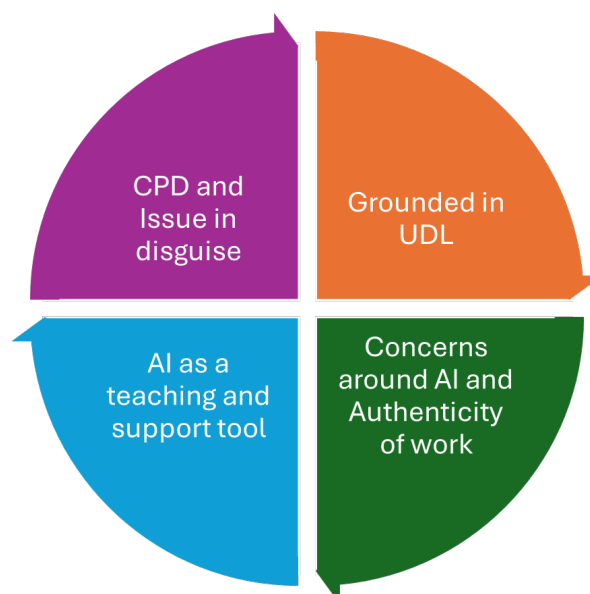 CPD and
Issue in
disguise
Grounded in
UDL
AI as a
teaching and
support tool
Concerns
around AI and
Authenticity
of work